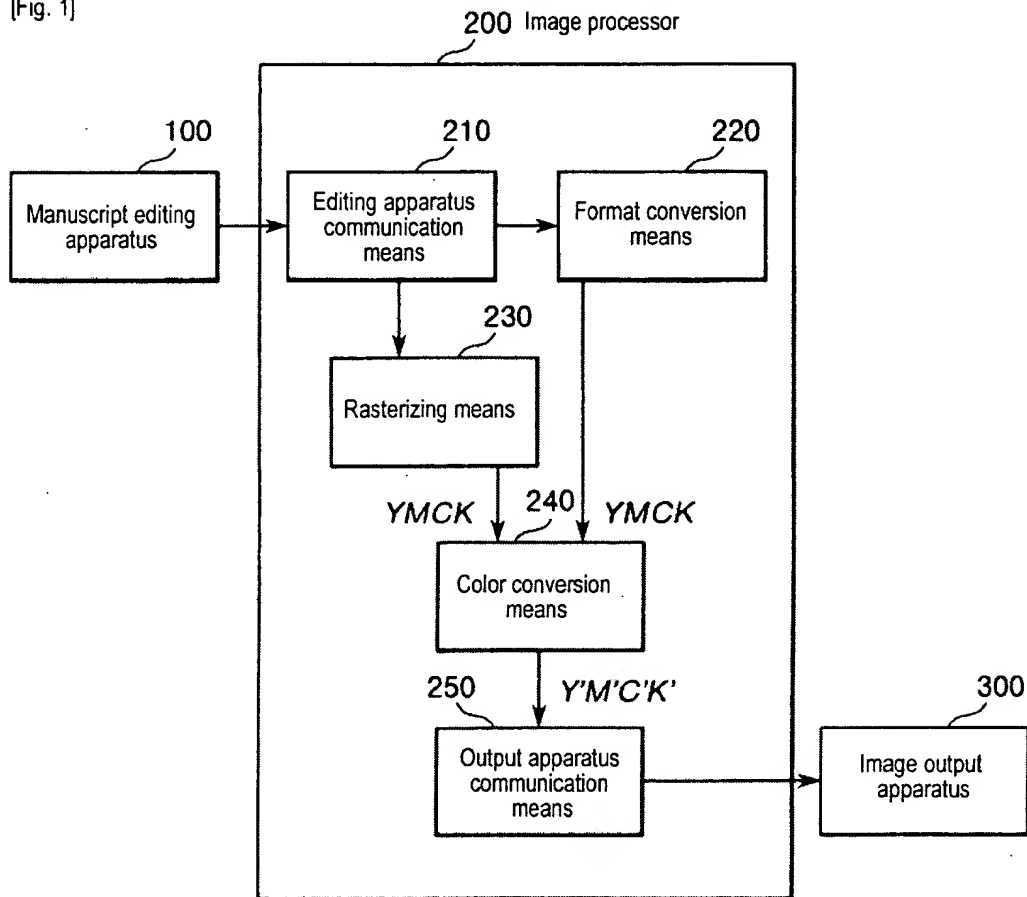 [Fig. 1]
200 Image processor
100
210
220
Manuscript editing
apparatus
Editing apparatus
communication
means
Format conversion
means
230
Rasterizing means
YMCK
240
YMCK
Color conversion
means
250
Y'M'C'K'
300
Output apparatus
communication
means
Image output
apparatus